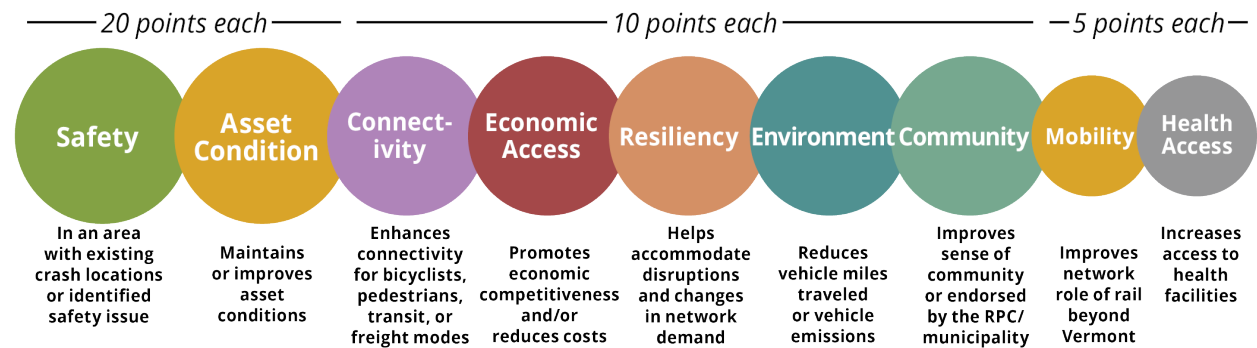 20 points each
10 points each
5 points each
Safety
Asset
Condition
Connect-
ivity
Economic
Access
Resiliency
Environment
Community
Mobility
Health
Access
In an area
with existing
crash locations
or identified
safety issue
Maintains
or improves
asset
conditions
Enhances
connectivity
for bicyclists,
pedestrians,
transit, or
freight modes
Promotes
economic
competitiveness
and/or
reduces costs
Helps
accommodate
disruptions
and changes
in network
demand
Reduces
vehicle miles
traveled
or vehicle
emissions
Improves
sense of
community
or endorsed
by the RPC/
municipality
Improves
network
role of rail
beyond
Vermont
Increases
access to
health
facilities